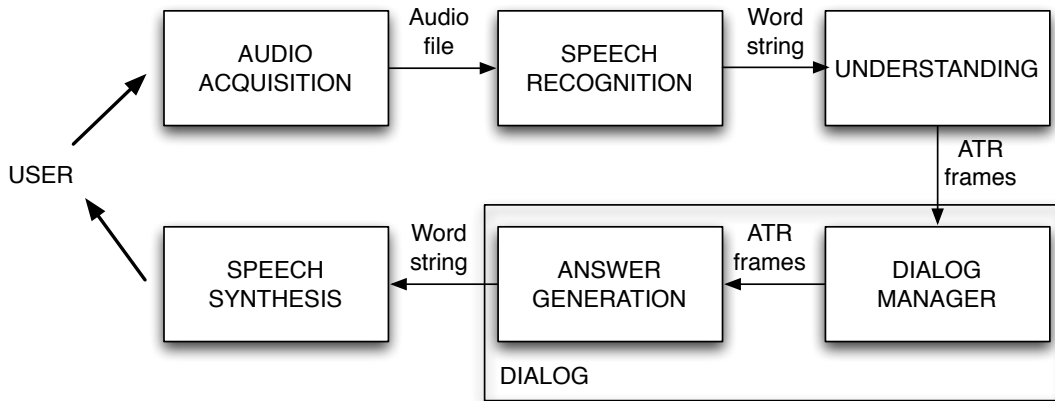 Audio
file
Word
string
AUDIO
ACQUISITION
SPEECH
RECOGNITION
UNDERSTANDING
ATR
frames
USER
Word
string
ATR
frames
SPEECH
SYNTHESIS
ANSWER
GENERATION
DIALOG
MANAGER
DIALOG